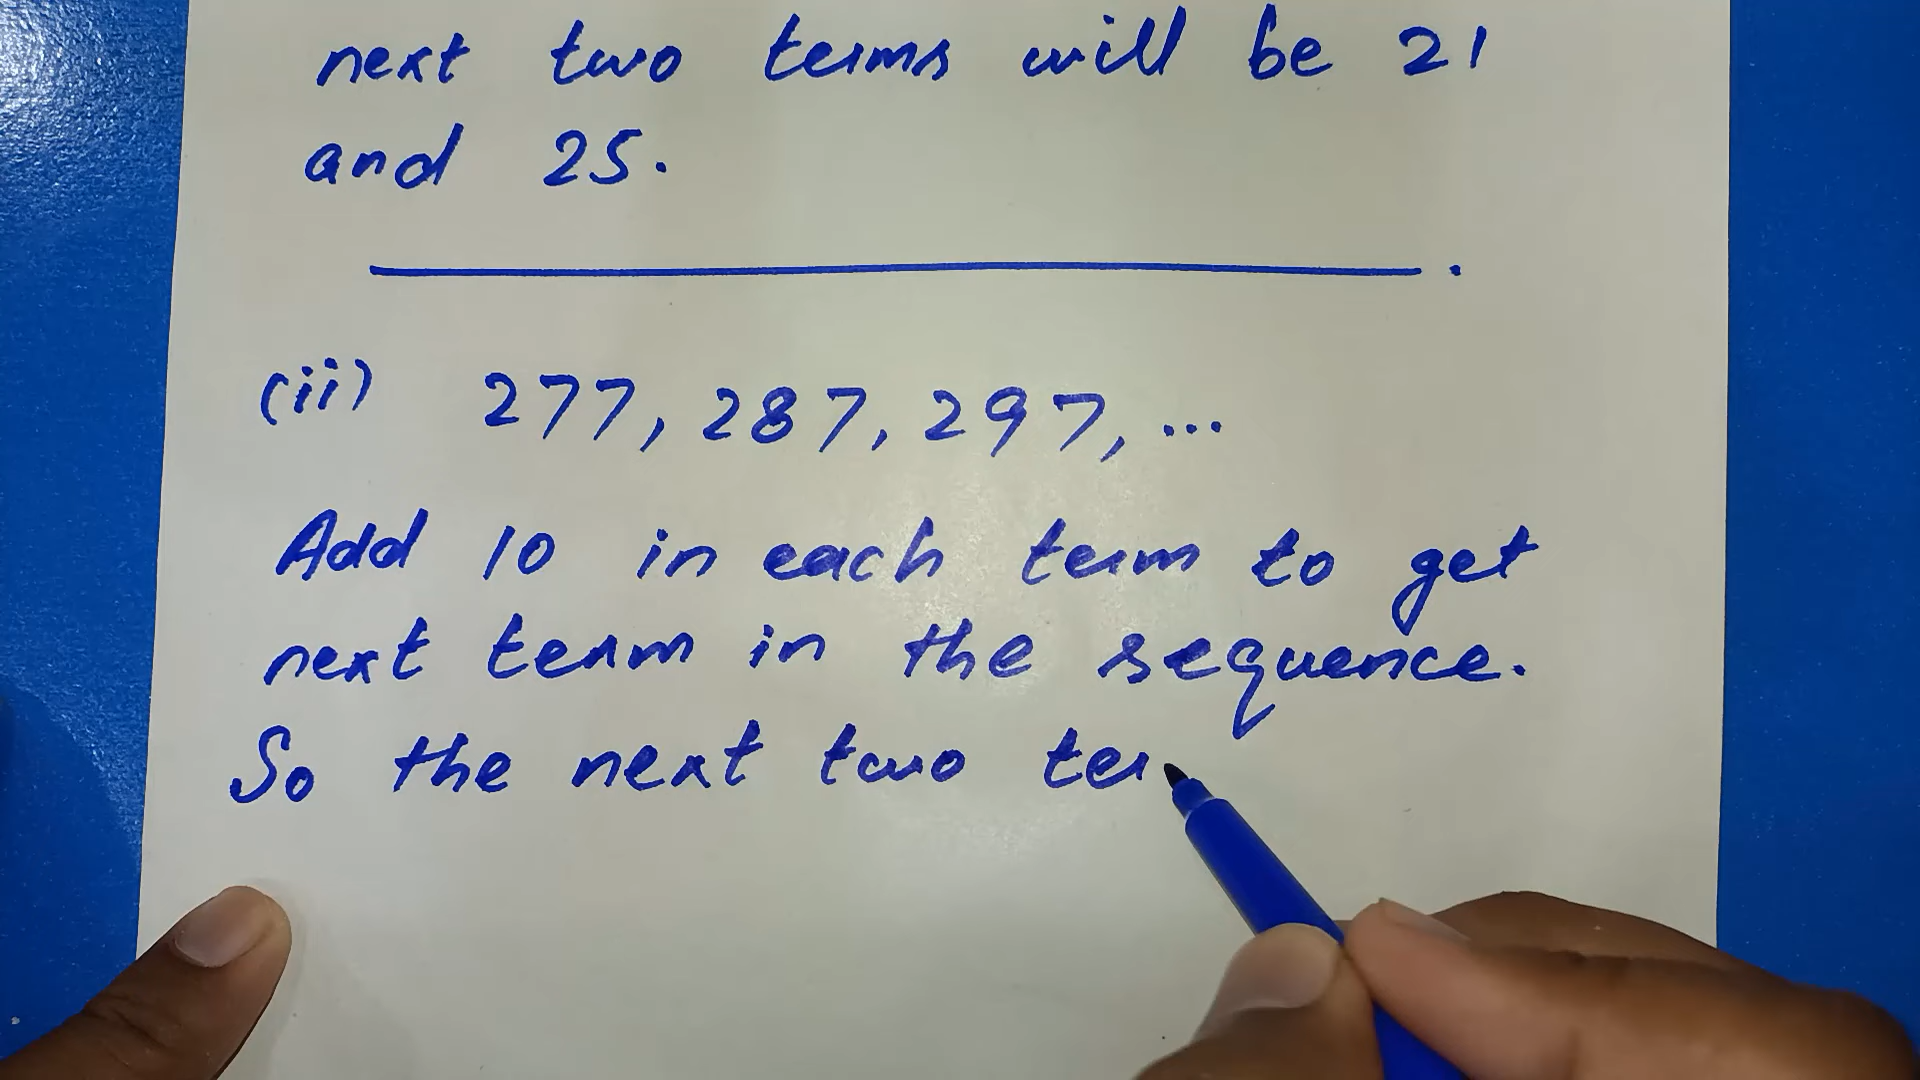 next two terms will be 21
and 25.
(ii) 277, 287, 297, ...
Add 10 in each term to get
next term in the sequence.
So the next two ter